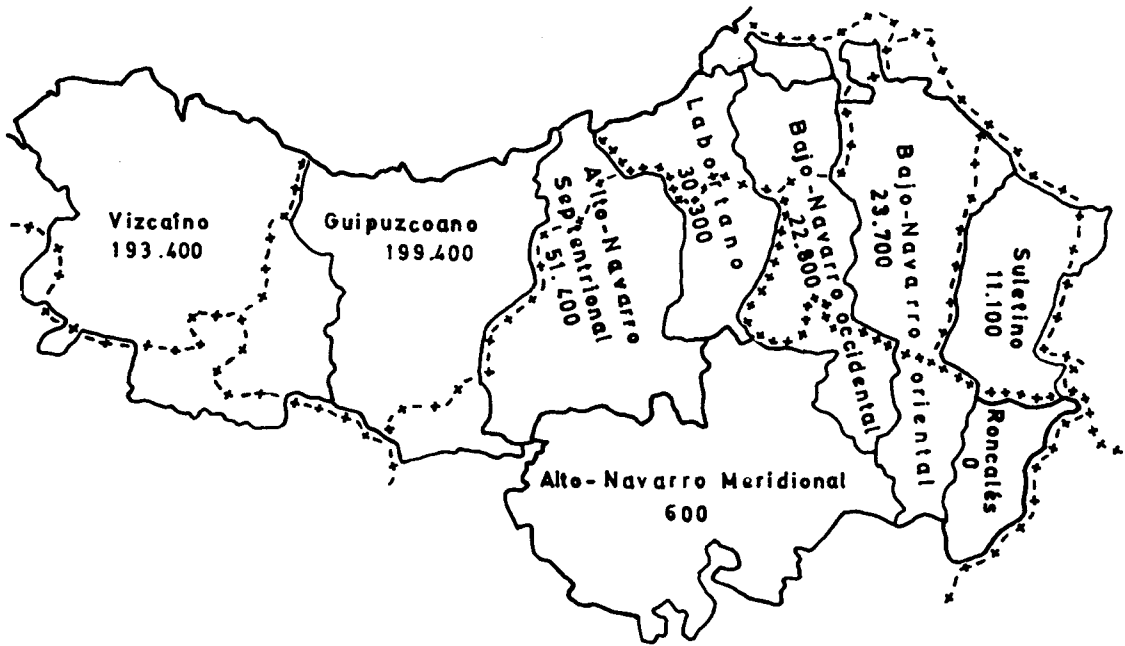 Vizcaíno
193.400
Guipuzcoano
199.400
Alto-Navarro
Septentrional
51.400
Labortano
30.300
Bajo-Navarro occidental
22.800
Bajo-Navarro oriental
23.700
Suletino
11.100
Roncalés
0
Alto-Navarro Meridional
600